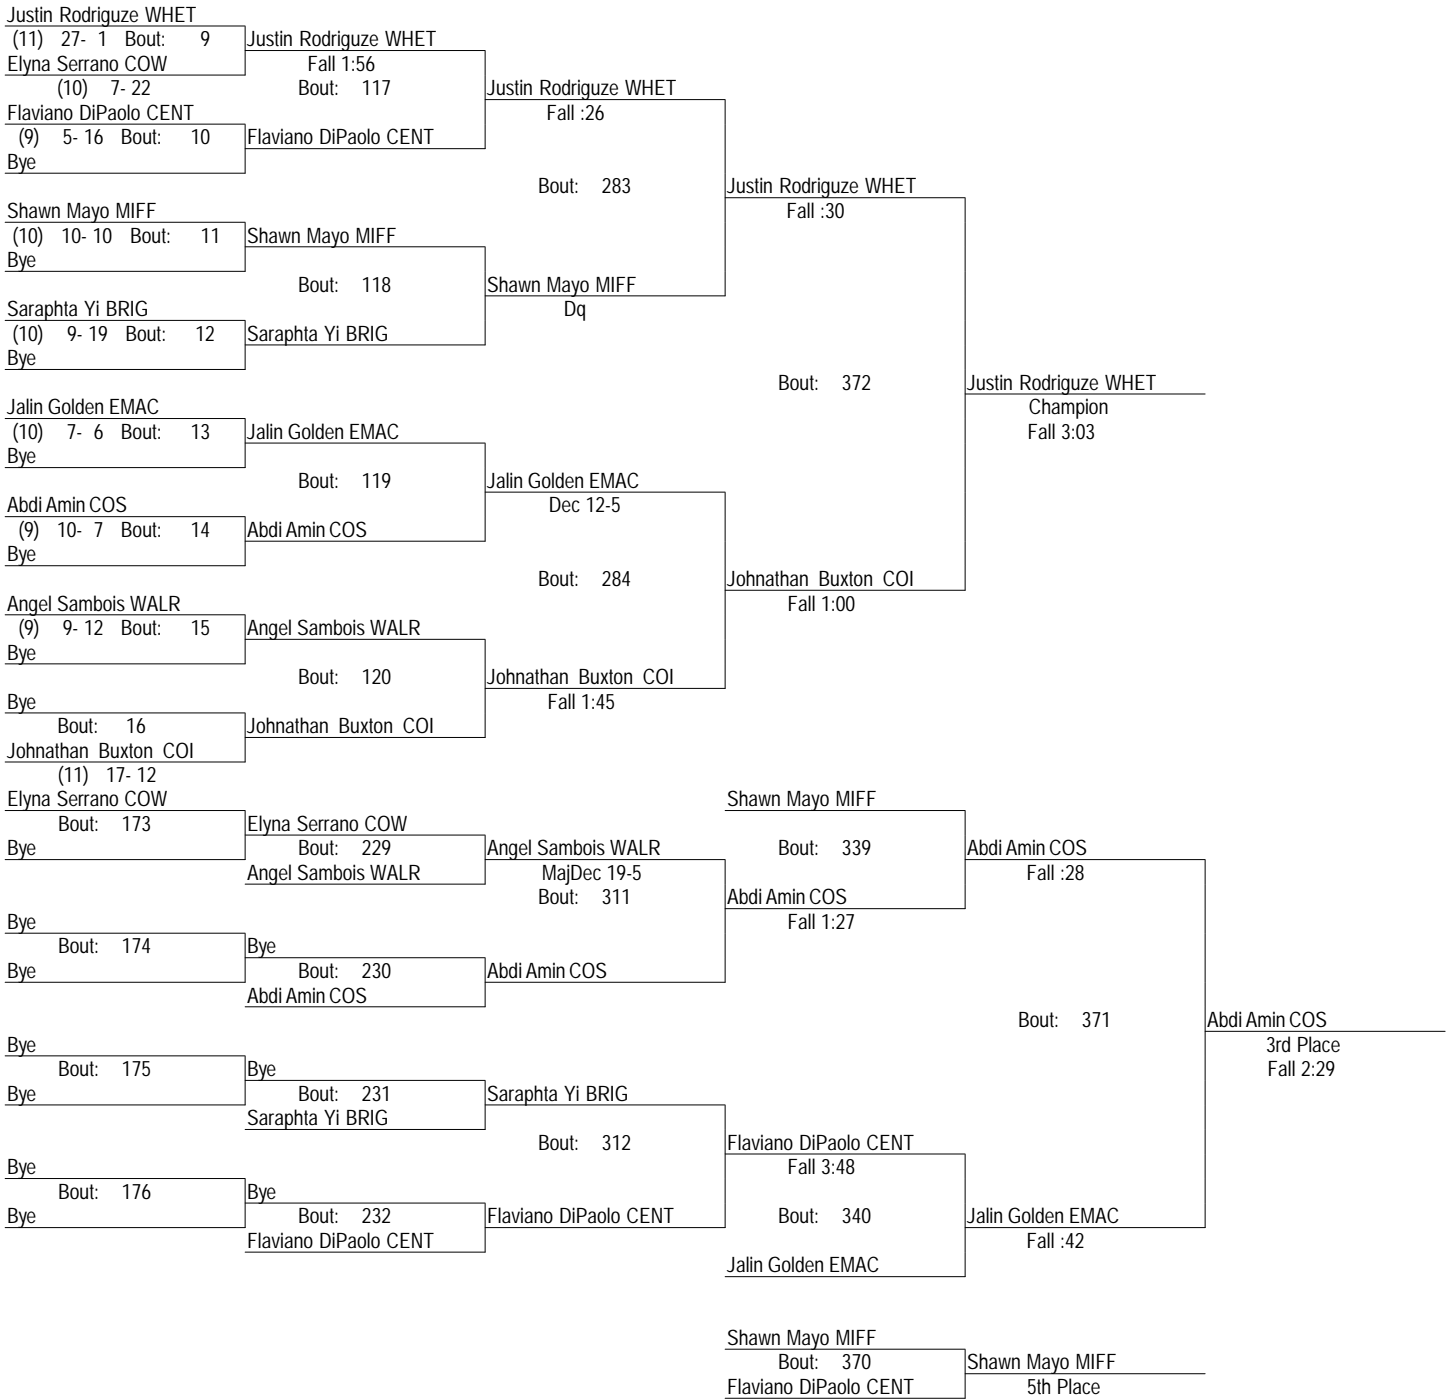 Justin Rodriguze WHET
(11) 27- 1 Bout: 9 Justin Rodriguze WHET
Elyna Serrano COW Fall 1:56
(10) 7- 22 Bout: 117 Justin Rodriguze WHET
Flaviano DiPaolo CENT Fall :26
(9) 5- 16 Bout: 10 Flaviano DiPaolo CENT
Bye
Bout: 283 Justin Rodriguze WHET
Shawn Mayo MIFF Fall :30
(10) 10- 10 Bout: 11 Shawn Mayo MIFF
Bye
Bout: 118 Shawn Mayo MIFF
Saraphta Yi BRIG Dq
(10) 9- 19 Bout: 12 Saraphta Yi BRIG
Bye
Bout: 372 Justin Rodriguze WHET
Jalin Golden EMAC Champion
(10) 7- 6 Bout: 13 Jalin Golden EMAC Fall 3:03
Bye
Bout: 119 Jalin Golden EMAC
Abdi Amin COS Dec 12-5
(9) 10- 7 Bout: 14 Abdi Amin COS
Bye
Bout: 284 Johnathan Buxton COI
Angel Sambois WALR Fall 1:00
(9) 9- 12 Bout: 15 Angel Sambois WALR
Bye
Bout: 120 Johnathan Buxton COI
Bye Fall 1:45
Bout: 16 Johnathan Buxton COI
Johnathan Buxton COI
(11) 17- 12
Elyna Serrano COW Shawn Mayo MIFF
Bout: 173 Elyna Serrano COW
Bye Bout: 229 Angel Sambois WALR Bout: 339 Abdi Amin COS
Angel Sambois WALR MajDec 19-5 Fall :28
Bout: 311 Abdi Amin COS
Bye Fall 1:27
Bout: 174 Bye
Bye Bout: 230 Abdi Amin COS
Abdi Amin COS
Bout: 371 Abdi Amin COS
Bye 3rd Place
Bout: 175 Bye Fall 2:29
Bye Bout: 231 Saraphta Yi BRIG
Saraphta Yi BRIG
Bout: 312 Flaviano DiPaolo CENT
Bye Fall 3:48
Bout: 176 Bye
Bye Bout: 232 Flaviano DiPaolo CENT Bout: 340 Jalin Golden EMAC
Flaviano DiPaolo CENT Fall :42
Jalin Golden EMAC
Shawn Mayo MIFF
Bout: 370 Shawn Mayo MIFF
Flaviano DiPaolo CENT 5th Place